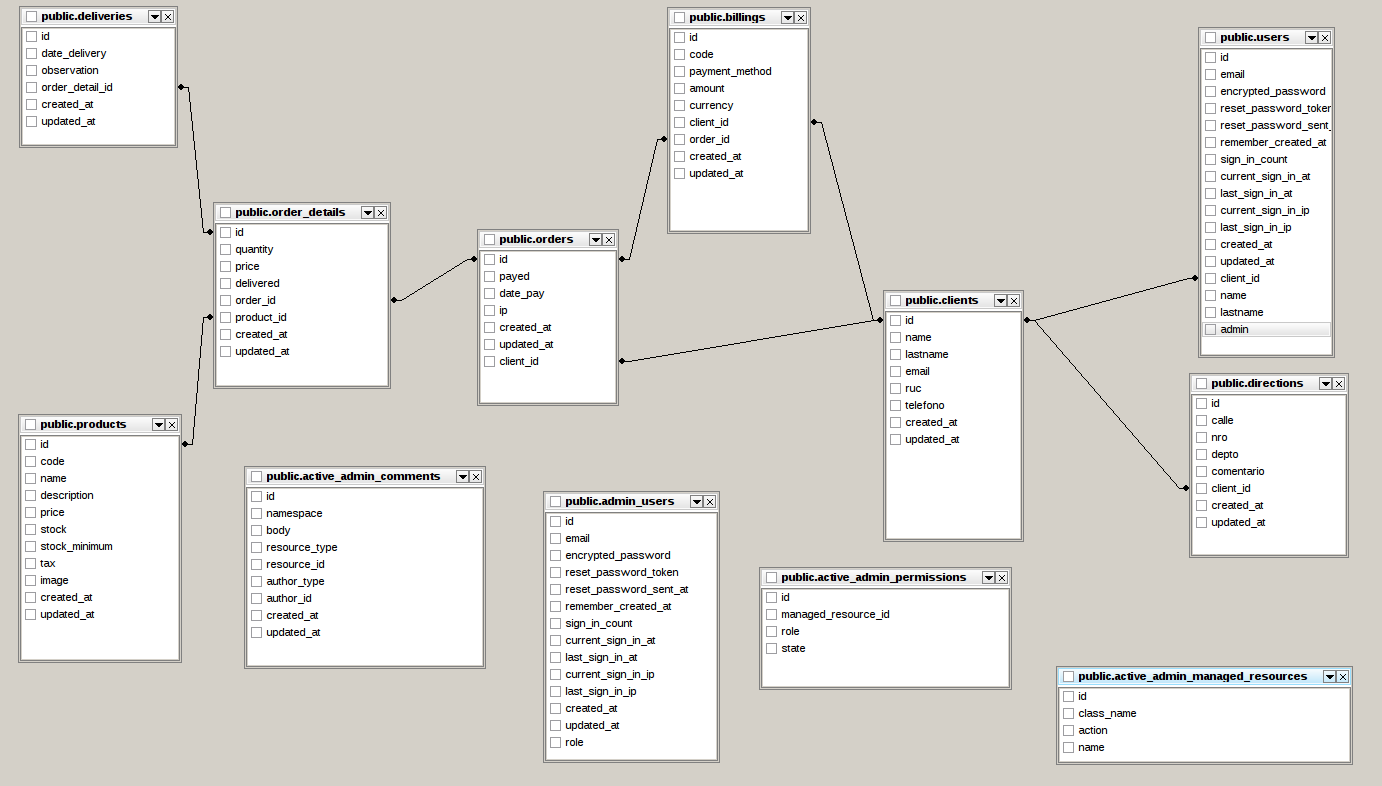 public.deliveries
id
date_delivery
observation
order_detail_id
created_at
updated_at
public.billings
id
code
payment_method
amount
currency
client_id
order_id
created_at
updated_at
public.users
id
email
encrypted_password
reset_password_token
reset_password_sent_
remember_created_at
sign_in_count
current_sign_in_at
last_sign_in_at
current_sign_in_ip
last_sign_in_ip
created_at
updated_at
client_id
name
lastname
admin
public.order_details
id
quantity
price
delivered
order_id
product_id
created_at
updated_at
public.orders
id
payed
date_pay
ip
created_at
updated_at
client_id
public.clients
id
name
lastname
email
ruc
telefono
created_at
updated_at
public.directions
id
calle
nro
depto
comentario
client_id
created_at
updated_at
public.products
id
code
name
description
price
stock
stock_minimum
tax
image
created_at
updated_at
public.active_admin_comments
id
namespace
body
resource_type
resource_id
author_type
author_id
created_at
updated_at
public.admin_users
id
email
encrypted_password
reset_password_token
reset_password_sent_at
remember_created_at
sign_in_count
current_sign_in_at
last_sign_in_at
current_sign_in_ip
last_sign_in_ip
created_at
updated_at
role
public.active_admin_permissions
id
managed_resource_id
role
state
public.active_admin_managed_resources
id
class_name
action
name